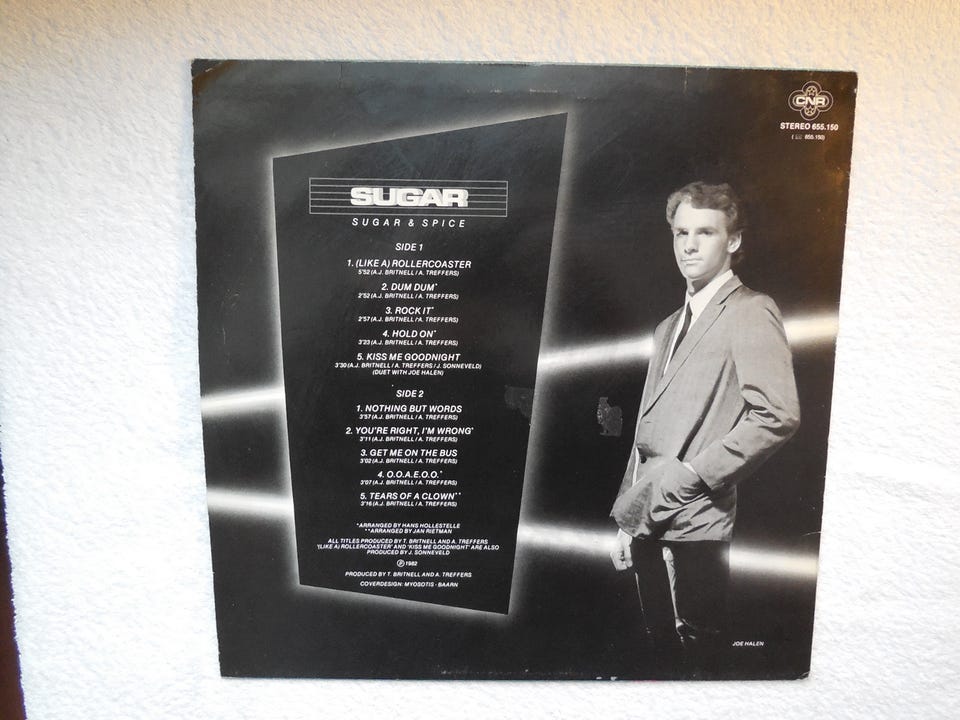 CNR
STEREO 655.150
655.150)
SUGAR
SUGAR & SPICE
SIDE 1
1. (LIKE A) ROLLERCOASTER
5'52 (A.J. BRITNELL / A. TREFFERS)
2. DUM DUM*
2'52 (A.J. BRITNELL / A. TREFFERS)
3. ROCK IT*
2'57 (A.J. BRITNELL / A. TREFFERS)
4. HOLD ON*
3'23 (A.J. BRITNELL / A. TREFFERS)
5. KISS ME GOODNIGHT
3'30 (A.J. BRITNELL / A. TREFFERS / J. SONNEVELD)
(DUET WITH JOE HALEN)
SIDE 2
1. NOTHING BUT WORDS
3'57 (A.J. BRITNELL / A. TREFFERS)
2. YOU'RE RIGHT, I'M WRONG*
3'11 (A.J. BRITNELL / A. TREFFERS)
3. GET ME ON THE BUS
3'02 (A.J. BRITNELL / A. TREFFERS)
4. O.O.A.E.O.O.*
3'07 (A.J. BRITNELL / A. TREFFERS)
5. TEARS OF A CLOWN**
3'16 (A.J. BRITNELL / A. TREFFERS)
*ARRANGED BY HANS HOLLESTELLE
**ARRANGED BY JAN RIETMAN
ALL TITLES PRODUCED BY T. BRITNELL AND A. TREFFERS
'(LIKE A) ROLLERCOASTER' AND 'KISS ME GOODNIGHT' ARE ALSO
PRODUCED BY J. SONNEVELD
℗ 1982
PRODUCED BY T. BRITNELL AND A. TREFFERS
COVERDESIGN: MYOSOTIS - BAARN
JOE HALEN